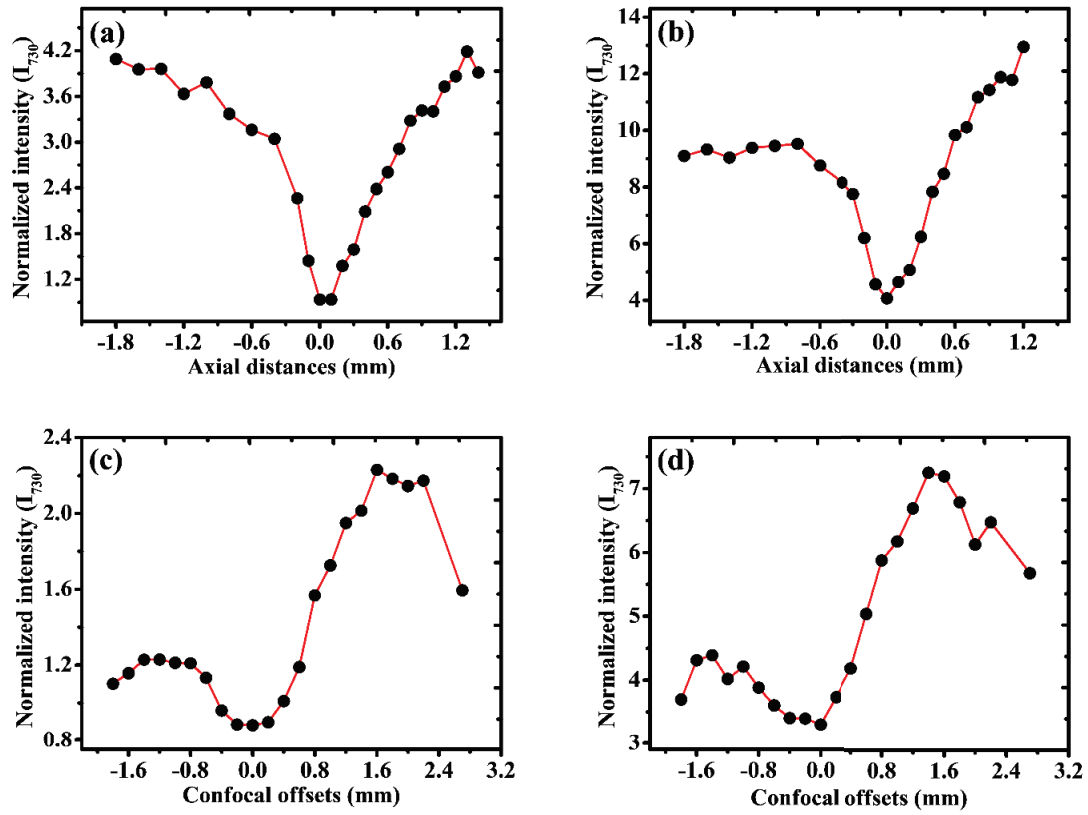 (a)
Normalized intensity (I730)
4.2
3.6
3.0
2.4
1.8
1.2
-1.8 -1.2 -0.6 0.0 0.6 1.2
Axial distances (mm)
(b)
Normalized intensity (I730)
14
12
10
8
6
4
-1.8 -1.2 -0.6 0.0 0.6 1.2
Axial distances (mm)
(c)
Normalized intensity (I730)
2.4
2.0
1.6
1.2
0.8
-1.6 -0.8 0.0 0.8 1.6 2.4 3.2
Confocal offsets (mm)
(d)
Normalized intensity (I730)
7
6
5
4
3
-1.6 -0.8 0.0 0.8 1.6 2.4 3.2
Confocal offsets (mm)